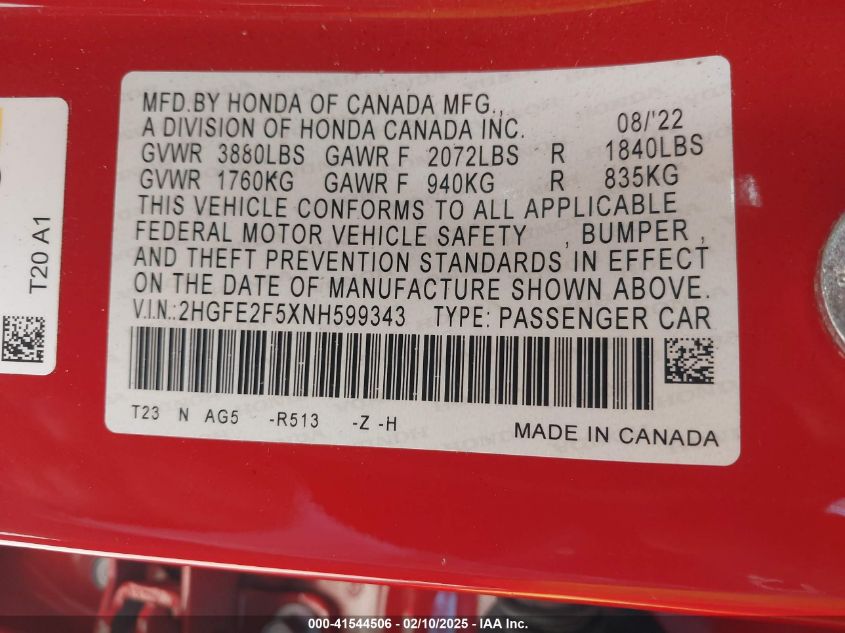 MFD.BY HONDA OF CANADA MFG.,
A DIVISION OF HONDA CANADA INC. 08/'22
GVWR 3880LBS GAWR F 2072LBS R 1840LBS
GVWR 1760KG GAWR F 940KG R 835KG
THIS VEHICLE CONFORMS TO ALL APPLICABLE
FEDERAL MOTOR VEHICLE SAFETY , BUMPER ,
AND THEFT PREVENTION STANDARDS IN EFFECT
ON THE DATE OF MANUFACTURE SHOWN ABOVE.
V.I.N.:2HGFE2F5XNH599343 TYPE: PASSENGER CAR
T23 N AG5 -R513 -Z -H
MADE IN CANADA
T20 A1
000-41544506 — 02/10/2025 — IAA Inc.